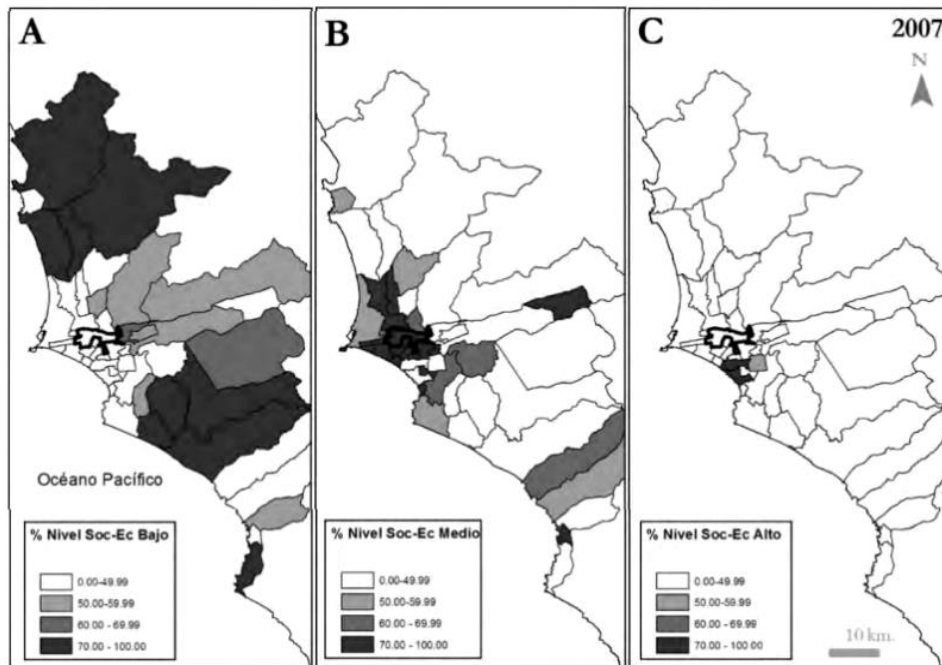 A
B
C
2007
N
Océano Pacífico
% Nivel Soc-Ec Bajo
0.00-49.99
50.00-59.99
60.00 - 69.99
70.00 - 100.00
% Nivel Soc-Ec Medio
0.00-49.99
50.00-59.99
60.00 - 69.99
70.00 - 100.00
% Nivel Soc-Ec Alto
0.00-49.99
50.00-59.99
60.00 - 69.99
70.00 - 100.00
10 km.